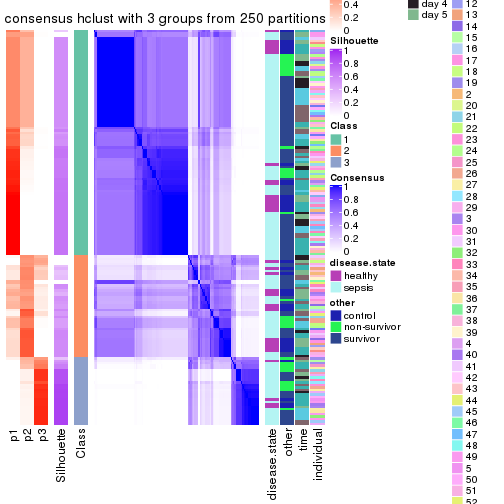 consensus hclust with 3 groups from 250 partitions
0.4
0.2
0
Silhouette
1
0.8
0.6
0.4
0.2
0
Class
1
2
3
Consensus
1
0.8
0.6
0.4
0.2
0
disease.state
healthy
sepsis
other
control
non-survivor
survivor
day 4
day 5
12
13
14
15
16
17
18
19
2
20
21
22
23
24
25
26
27
28
29
3
30
31
32
33
34
35
36
37
38
39
4
40
41
42
43
44
45
46
47
48
49
5
50
51
52
p1
p2
p3
Silhouette
Class
disease.state
other
time
individual